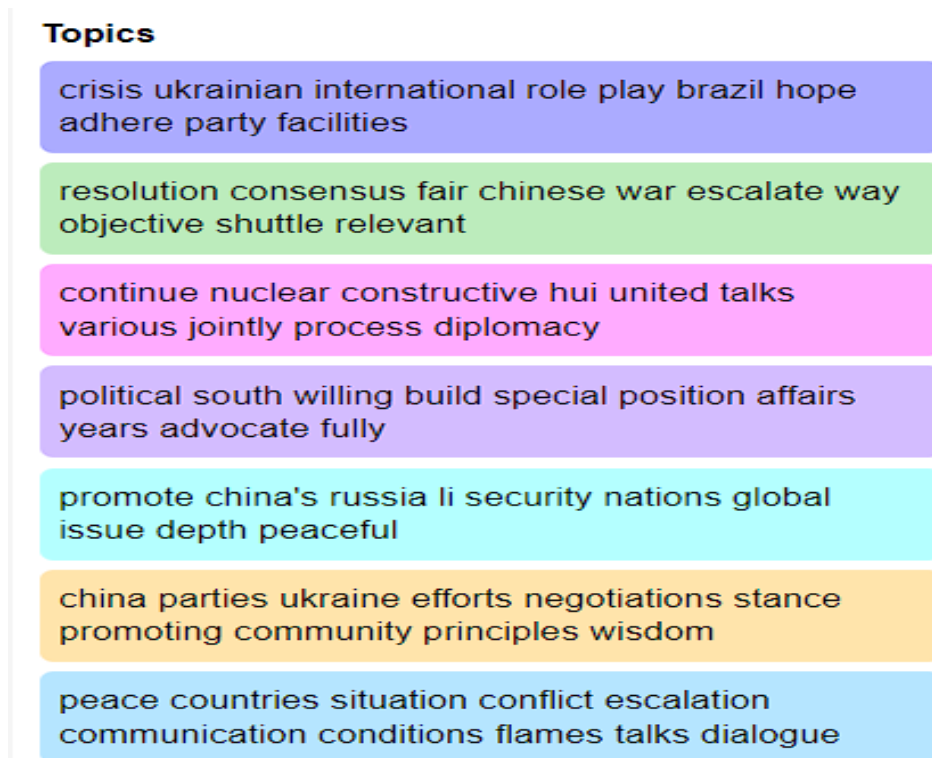 Topics
crisis ukrainian international role play brazil hope
adhere party facilities
resolution consensus fair chinese war escalate way
objective shuttle relevant
continue nuclear constructive hui united talks
various jointly process diplomacy
political south willing build special position affairs
years advocate fully
promote china's russia li security nations global
issue depth peaceful
china parties ukraine efforts negotiations stance
promoting community principles wisdom
peace countries situation conflict escalation
communication conditions flames talks dialogue